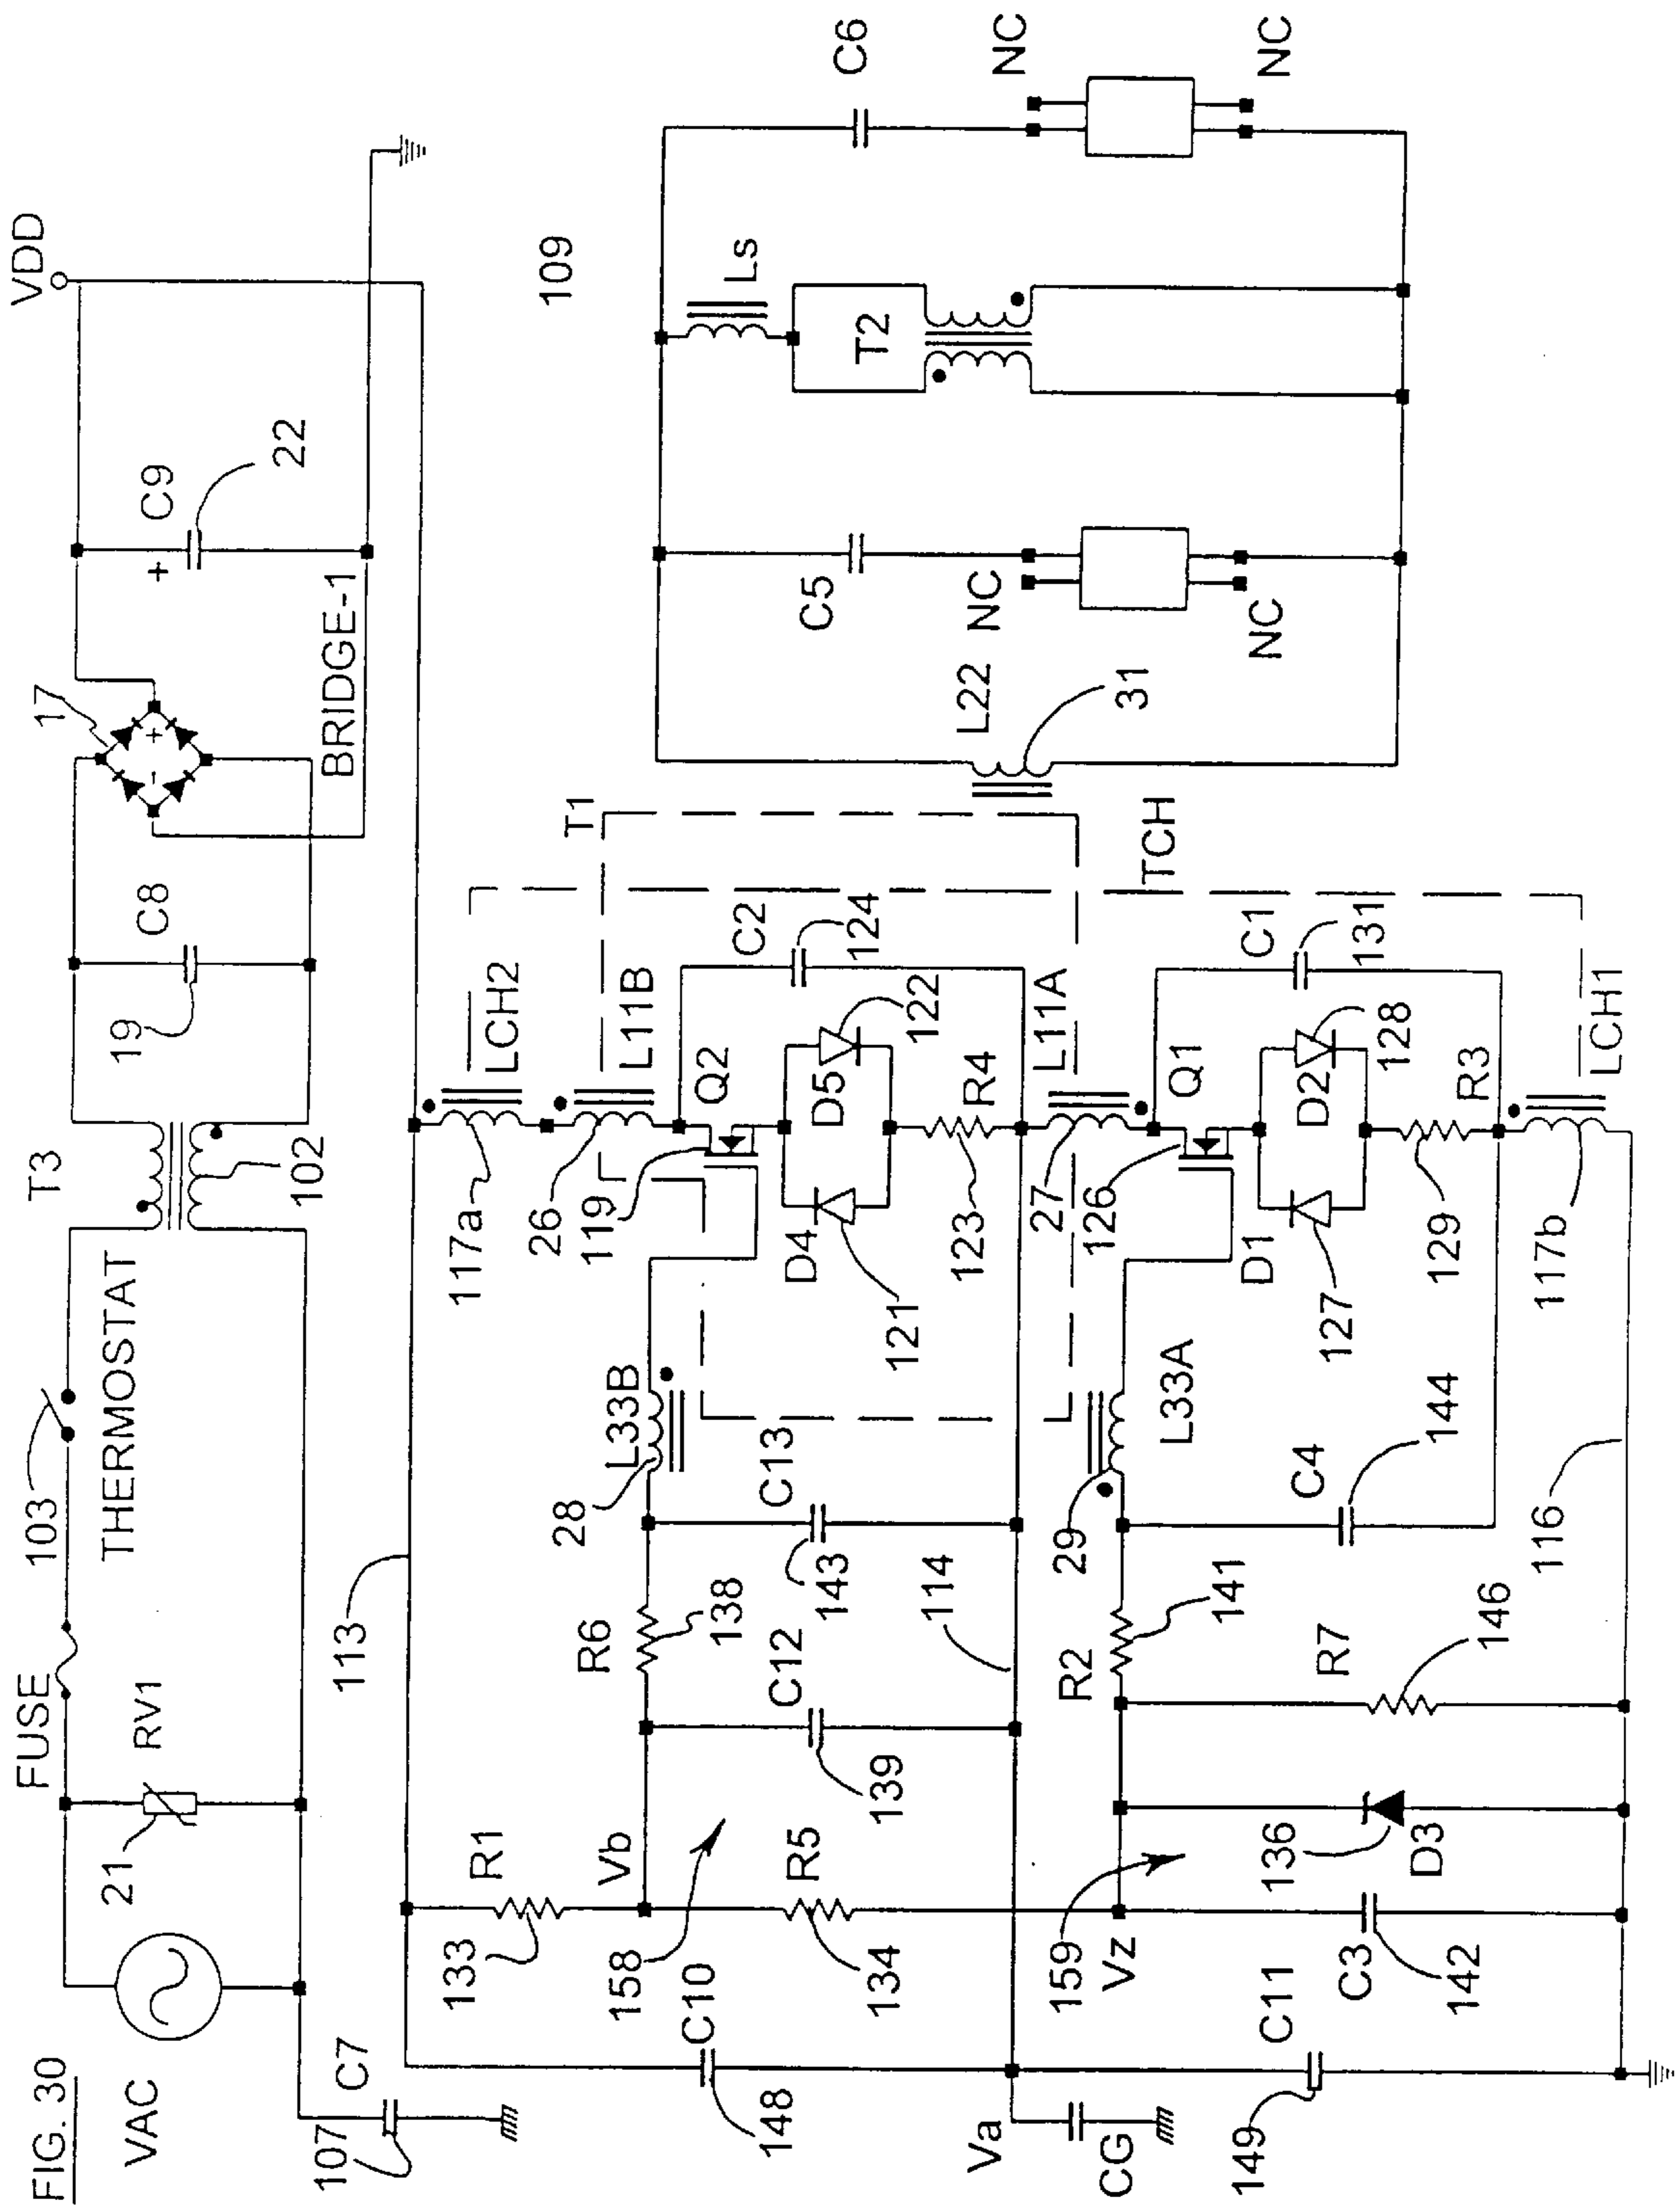 FIG. 30
VAC
107
C7
21
RV1
FUSE
103
THERMOSTAT
T3
102
19
C8
17
BRIDGE-1
+
-
+
C9
22
VDD
113
133
R1
Vb
158
R5
134
C10
148
Va
CG
149
C11
159
Vz
C3
142
136
D3
R7
146
R2
141
114
139
C12
R6
138
143
C13
28
L33B
29
L33A
C4
144
116
117a
LCH2
26
L11B
119
Q2
D4
121
D5
122
123
R4
C2
124
T1
27
L11A
126
Q1
D1
127
D2
128
129
R3
C1
131
117b
LCH1
TCH
L22
31
C5
NC
NC
109
Ls
T2
C6
NC
NC